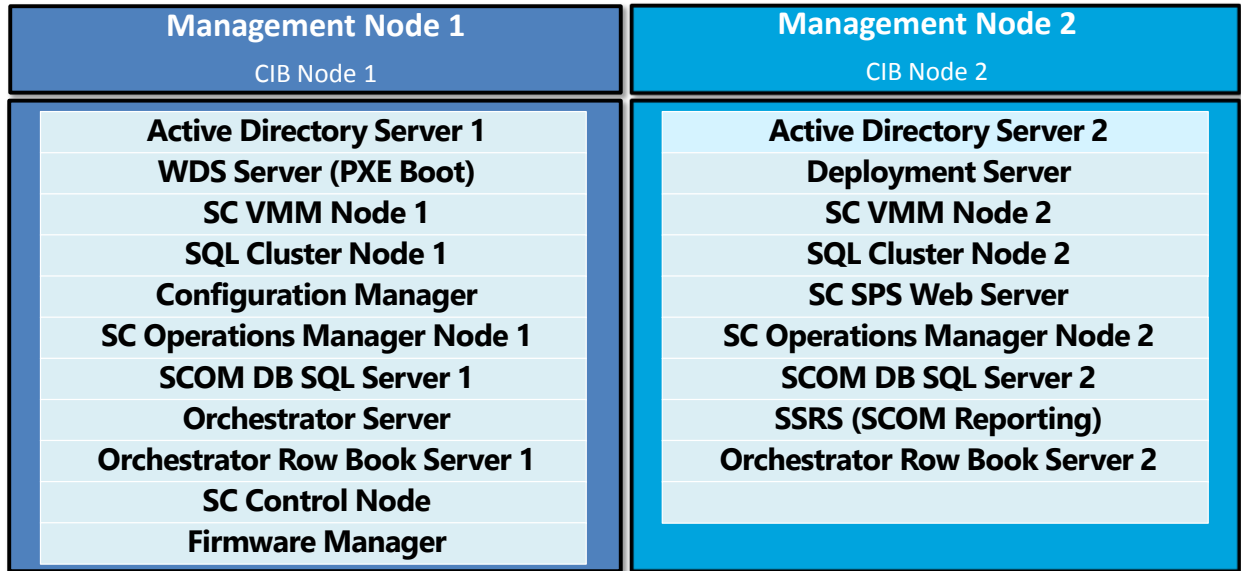 Management Node 1
CIB Node 1
Active Directory Server 1
WDS Server (PXE Boot)
SC VMM Node 1
SQL Cluster Node 1
Configuration Manager
SC Operations Manager Node 1
SCOM DB SQL Server 1
Orchestrator Server
Orchestrator Row Book Server 1
SC Control Node
Firmware Manager
Management Node 2
CIB Node 2
Active Directory Server 2
Deployment Server
SC VMM Node 2
SQL Cluster Node 2
SC SPS Web Server
SC Operations Manager Node 2
SCOM DB SQL Server 2
SSRS (SCOM Reporting)
Orchestrator Row Book Server 2